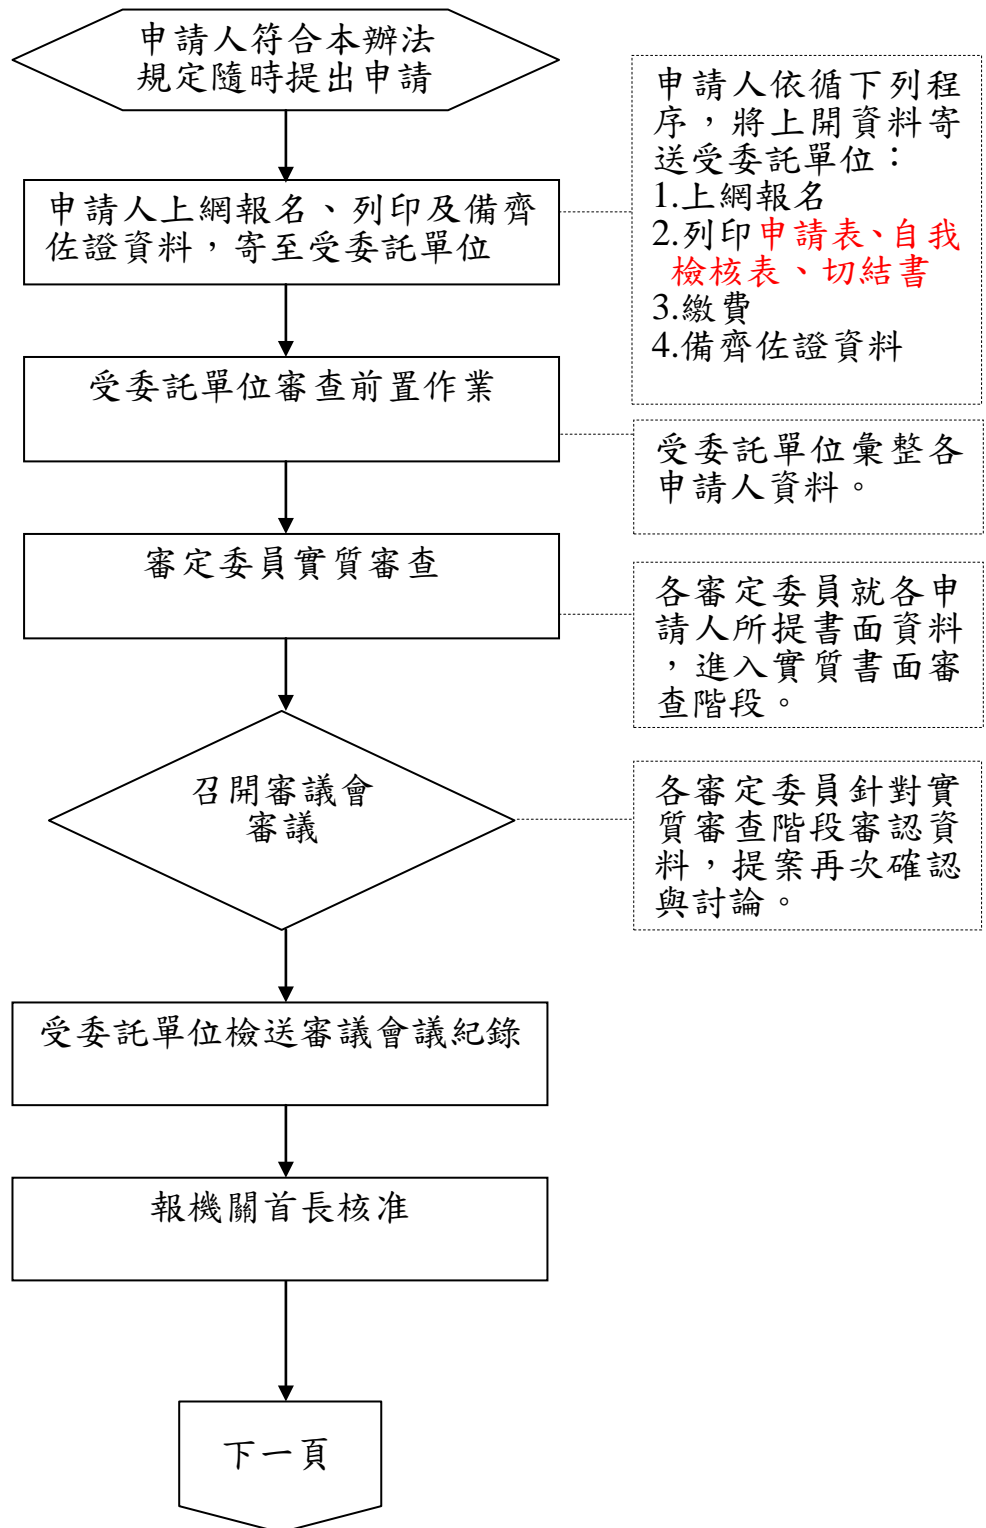 申請人符合本辦法
規定隨時提出申請
申請人上網報名、列印及備齊
佐證資料，寄至受委託單位
申請人依循下列程
序，將上開資料寄
送受委託單位：
1.上網報名
2.列印申請表、自我
檢核表、切結書
3.繳費
4.備齊佐證資料
受委託單位審查前置作業
受委託單位彙整各
申請人資料。
審定委員實質審查
各審定委員就各申
請人所提書面資料
，進入實質書面審
查階段。
召開審議會
審議
各審定委員針對實
質審查階段審認資
料，提案再次確認
與討論。
受委託單位檢送審議會議紀錄
報機關首長核准
下一頁